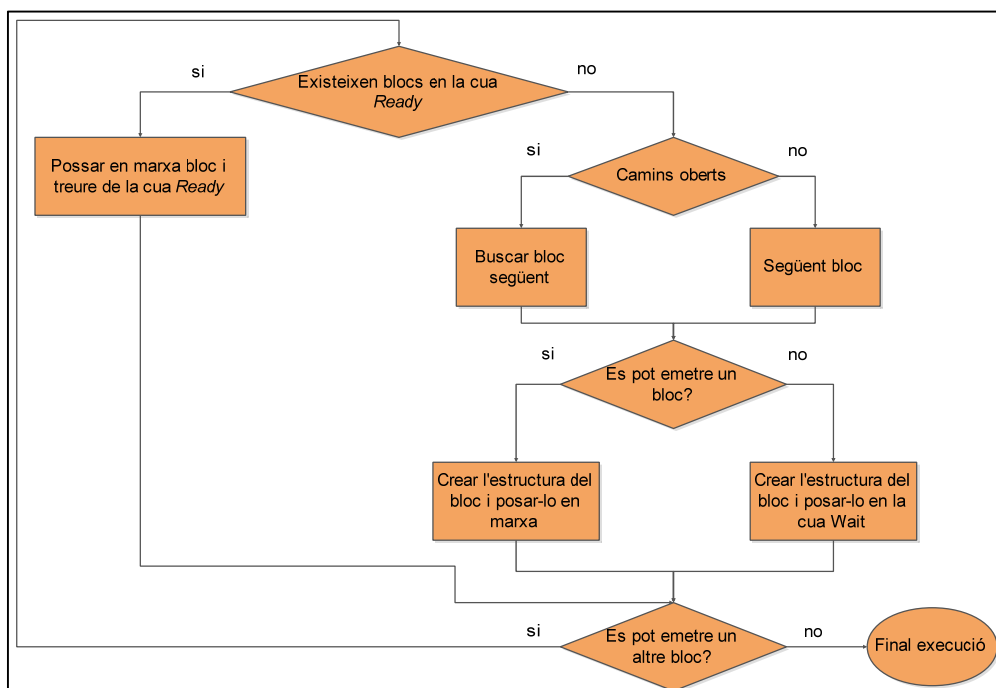 Existeixen blocs en la cua
Ready
si
no
Possar en marxa bloc i
treure de la cua Ready
si
Camins oberts
no
Buscar bloc
següent
Següent bloc
si
Es pot emetre un
bloc?
no
Crear l'estructura del
bloc i posar-lo en
marxa
Crear l'estructura del
bloc i posar-lo en la
cua Wait
si
Es pot emetre un
altre bloc?
no
Final execució